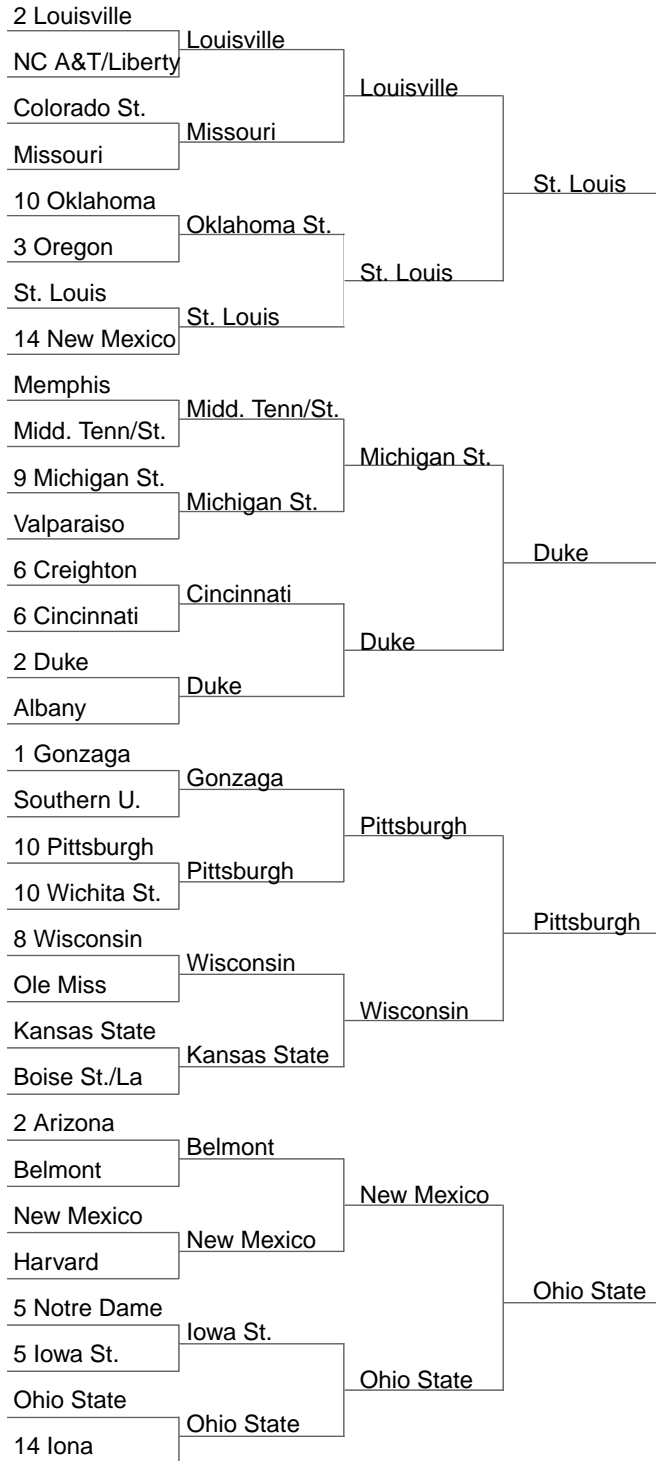 2 Louisville
NC A&T/Liberty
Colorado St.
Missouri
10 Oklahoma
3 Oregon
St. Louis
14 New Mexico
Memphis
Midd. Tenn/St.
9 Michigan St.
Valparaiso
6 Creighton
6 Cincinnati
2 Duke
Albany
1 Gonzaga
Southern U.
10 Pittsburgh
10 Wichita St.
8 Wisconsin
Ole Miss
Kansas State
Boise St./La
2 Arizona
Belmont
New Mexico
Harvard
5 Notre Dame
5 Iowa St.
Ohio State
14 Iona
Louisville
Missouri
Oklahoma St.
St. Louis
Midd. Tenn/St.
Michigan St.
Cincinnati
Duke
Gonzaga
Pittsburgh
Wisconsin
Kansas State
Belmont
New Mexico
Iowa St.
Ohio State
Louisville
St. Louis
Michigan St.
Duke
Pittsburgh
Wisconsin
New Mexico
Ohio State
St. Louis
Duke
Pittsburgh
Ohio State